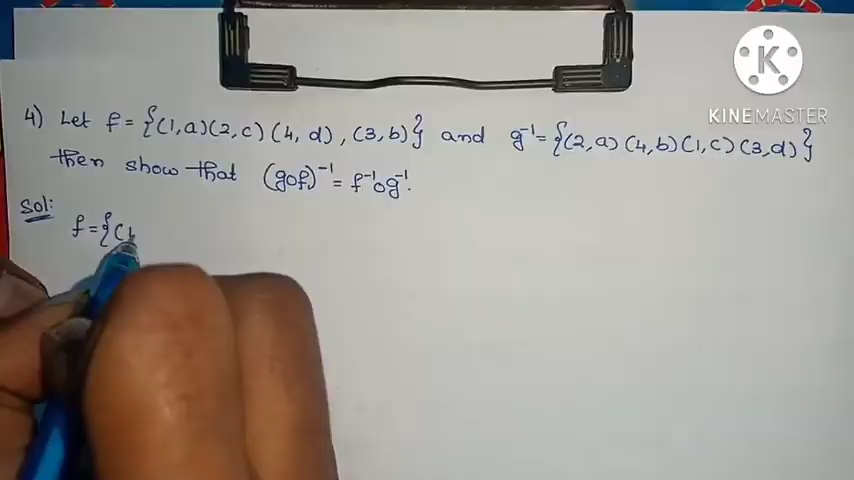 KINEMASTER
4) Let f = {(1,a)(2,c)(4,d),(3,b)} and g⁻¹={(2,a)(4,b)(1,c)(3,d)}
then show that (gof)⁻¹ = f⁻¹og⁻¹.
Sol:
f={(1